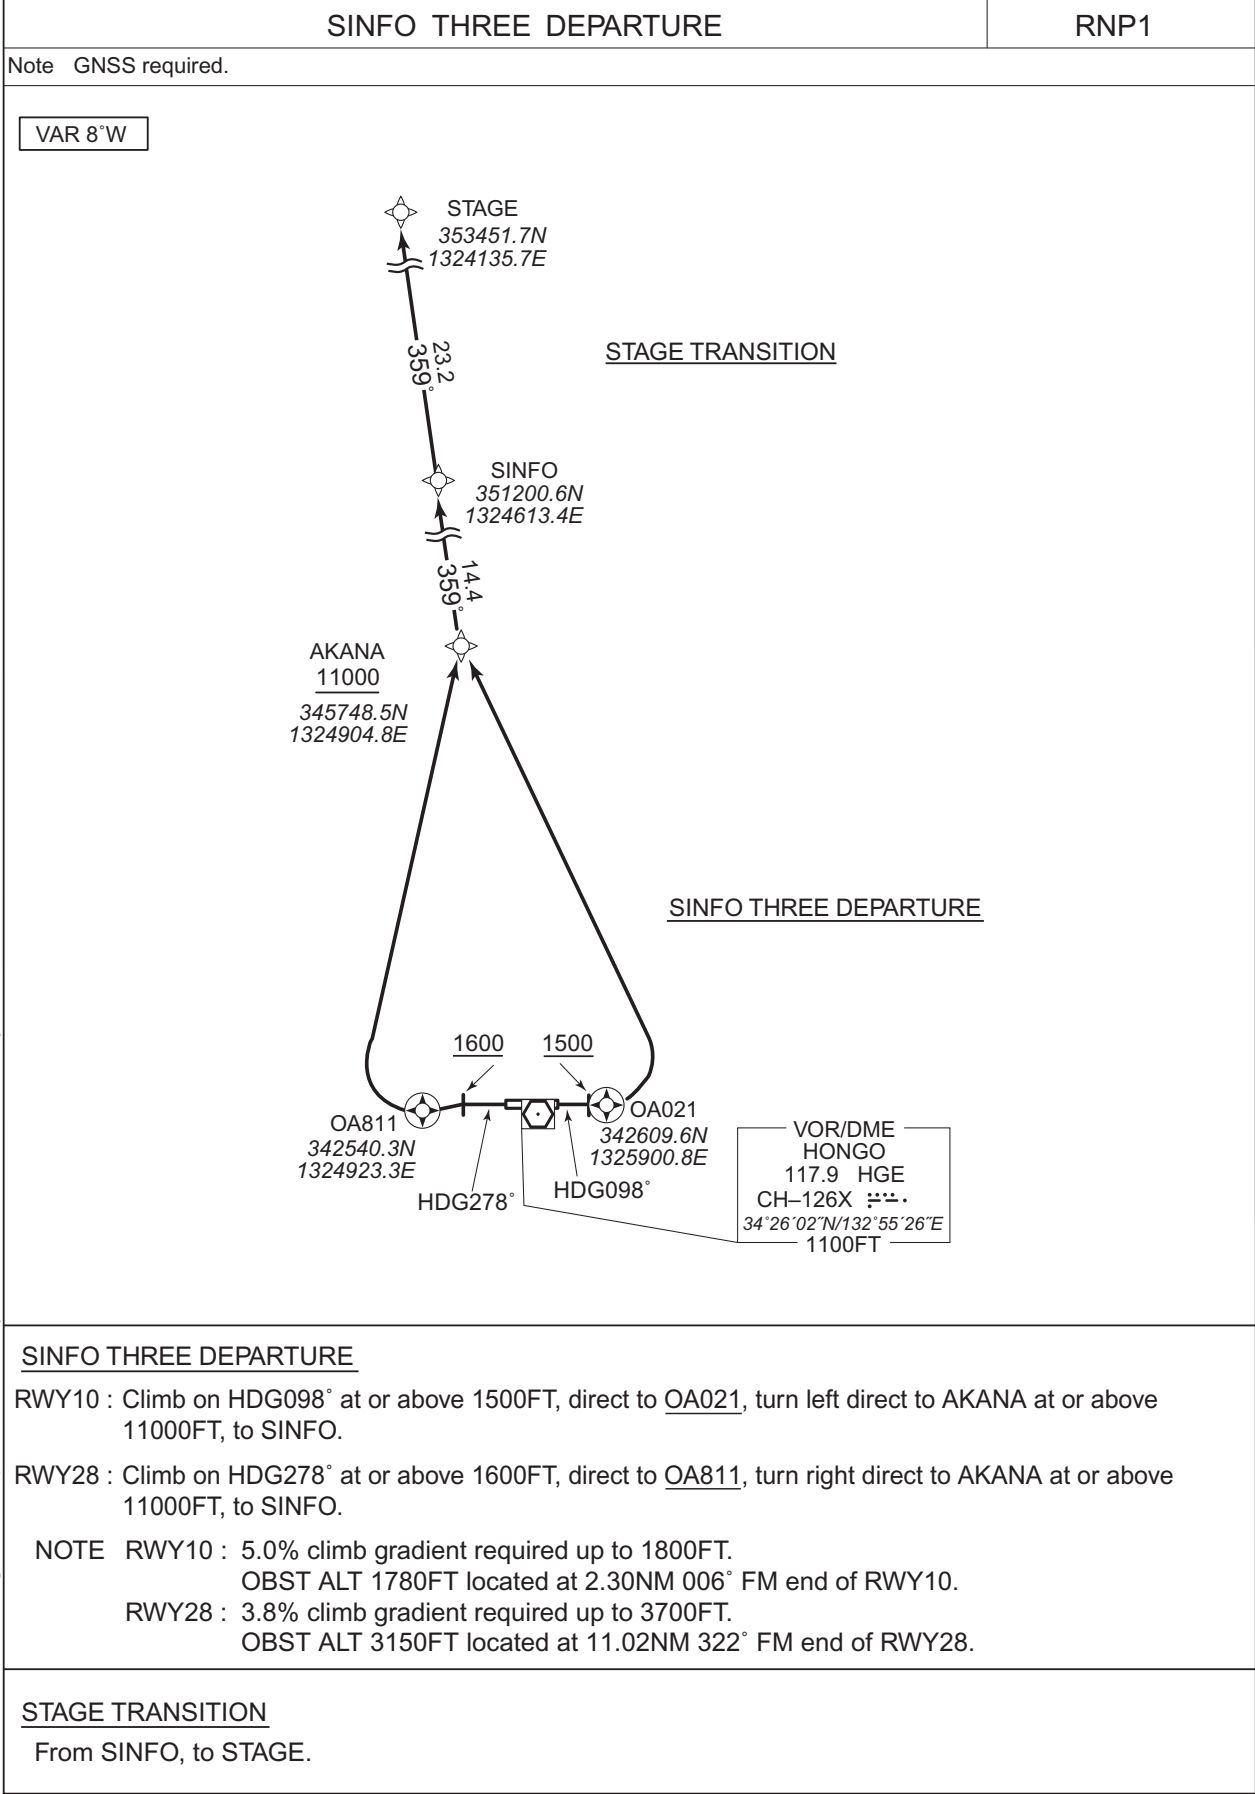 SINFO THREE DEPARTURE
RNP1
Note GNSS required.
VAR 8˚W
STAGE
353451.7N
1324135.7E
23.2
359˚
STAGE TRANSITION
SINFO
351200.6N
1324613.4E
14.4
359˚
AKANA
11000
345748.5N
1324904.8E
SINFO THREE DEPARTURE
1600
1500
OA811
342540.3N
1324923.3E
OA021
342609.6N
1325900.8E
HDG278˚
HDG098˚
VOR/DME
HONGO
117.9 HGE
CH–126X
34˚26´02˝N/132˚55´26˝E
1100FT
SINFO THREE DEPARTURE
RWY10 : Climb on HDG098˚ at or above 1500FT, direct to OA021, turn left direct to AKANA at or above
11000FT, to SINFO.
RWY28 : Climb on HDG278˚ at or above 1600FT, direct to OA811, turn right direct to AKANA at or above
11000FT, to SINFO.
NOTE RWY10 : 5.0% climb gradient required up to 1800FT.
OBST ALT 1780FT located at 2.30NM 006˚ FM end of RWY10.
RWY28 : 3.8% climb gradient required up to 3700FT.
OBST ALT 3150FT located at 11.02NM 322˚ FM end of RWY28.
STAGE TRANSITION
From SINFO, to STAGE.